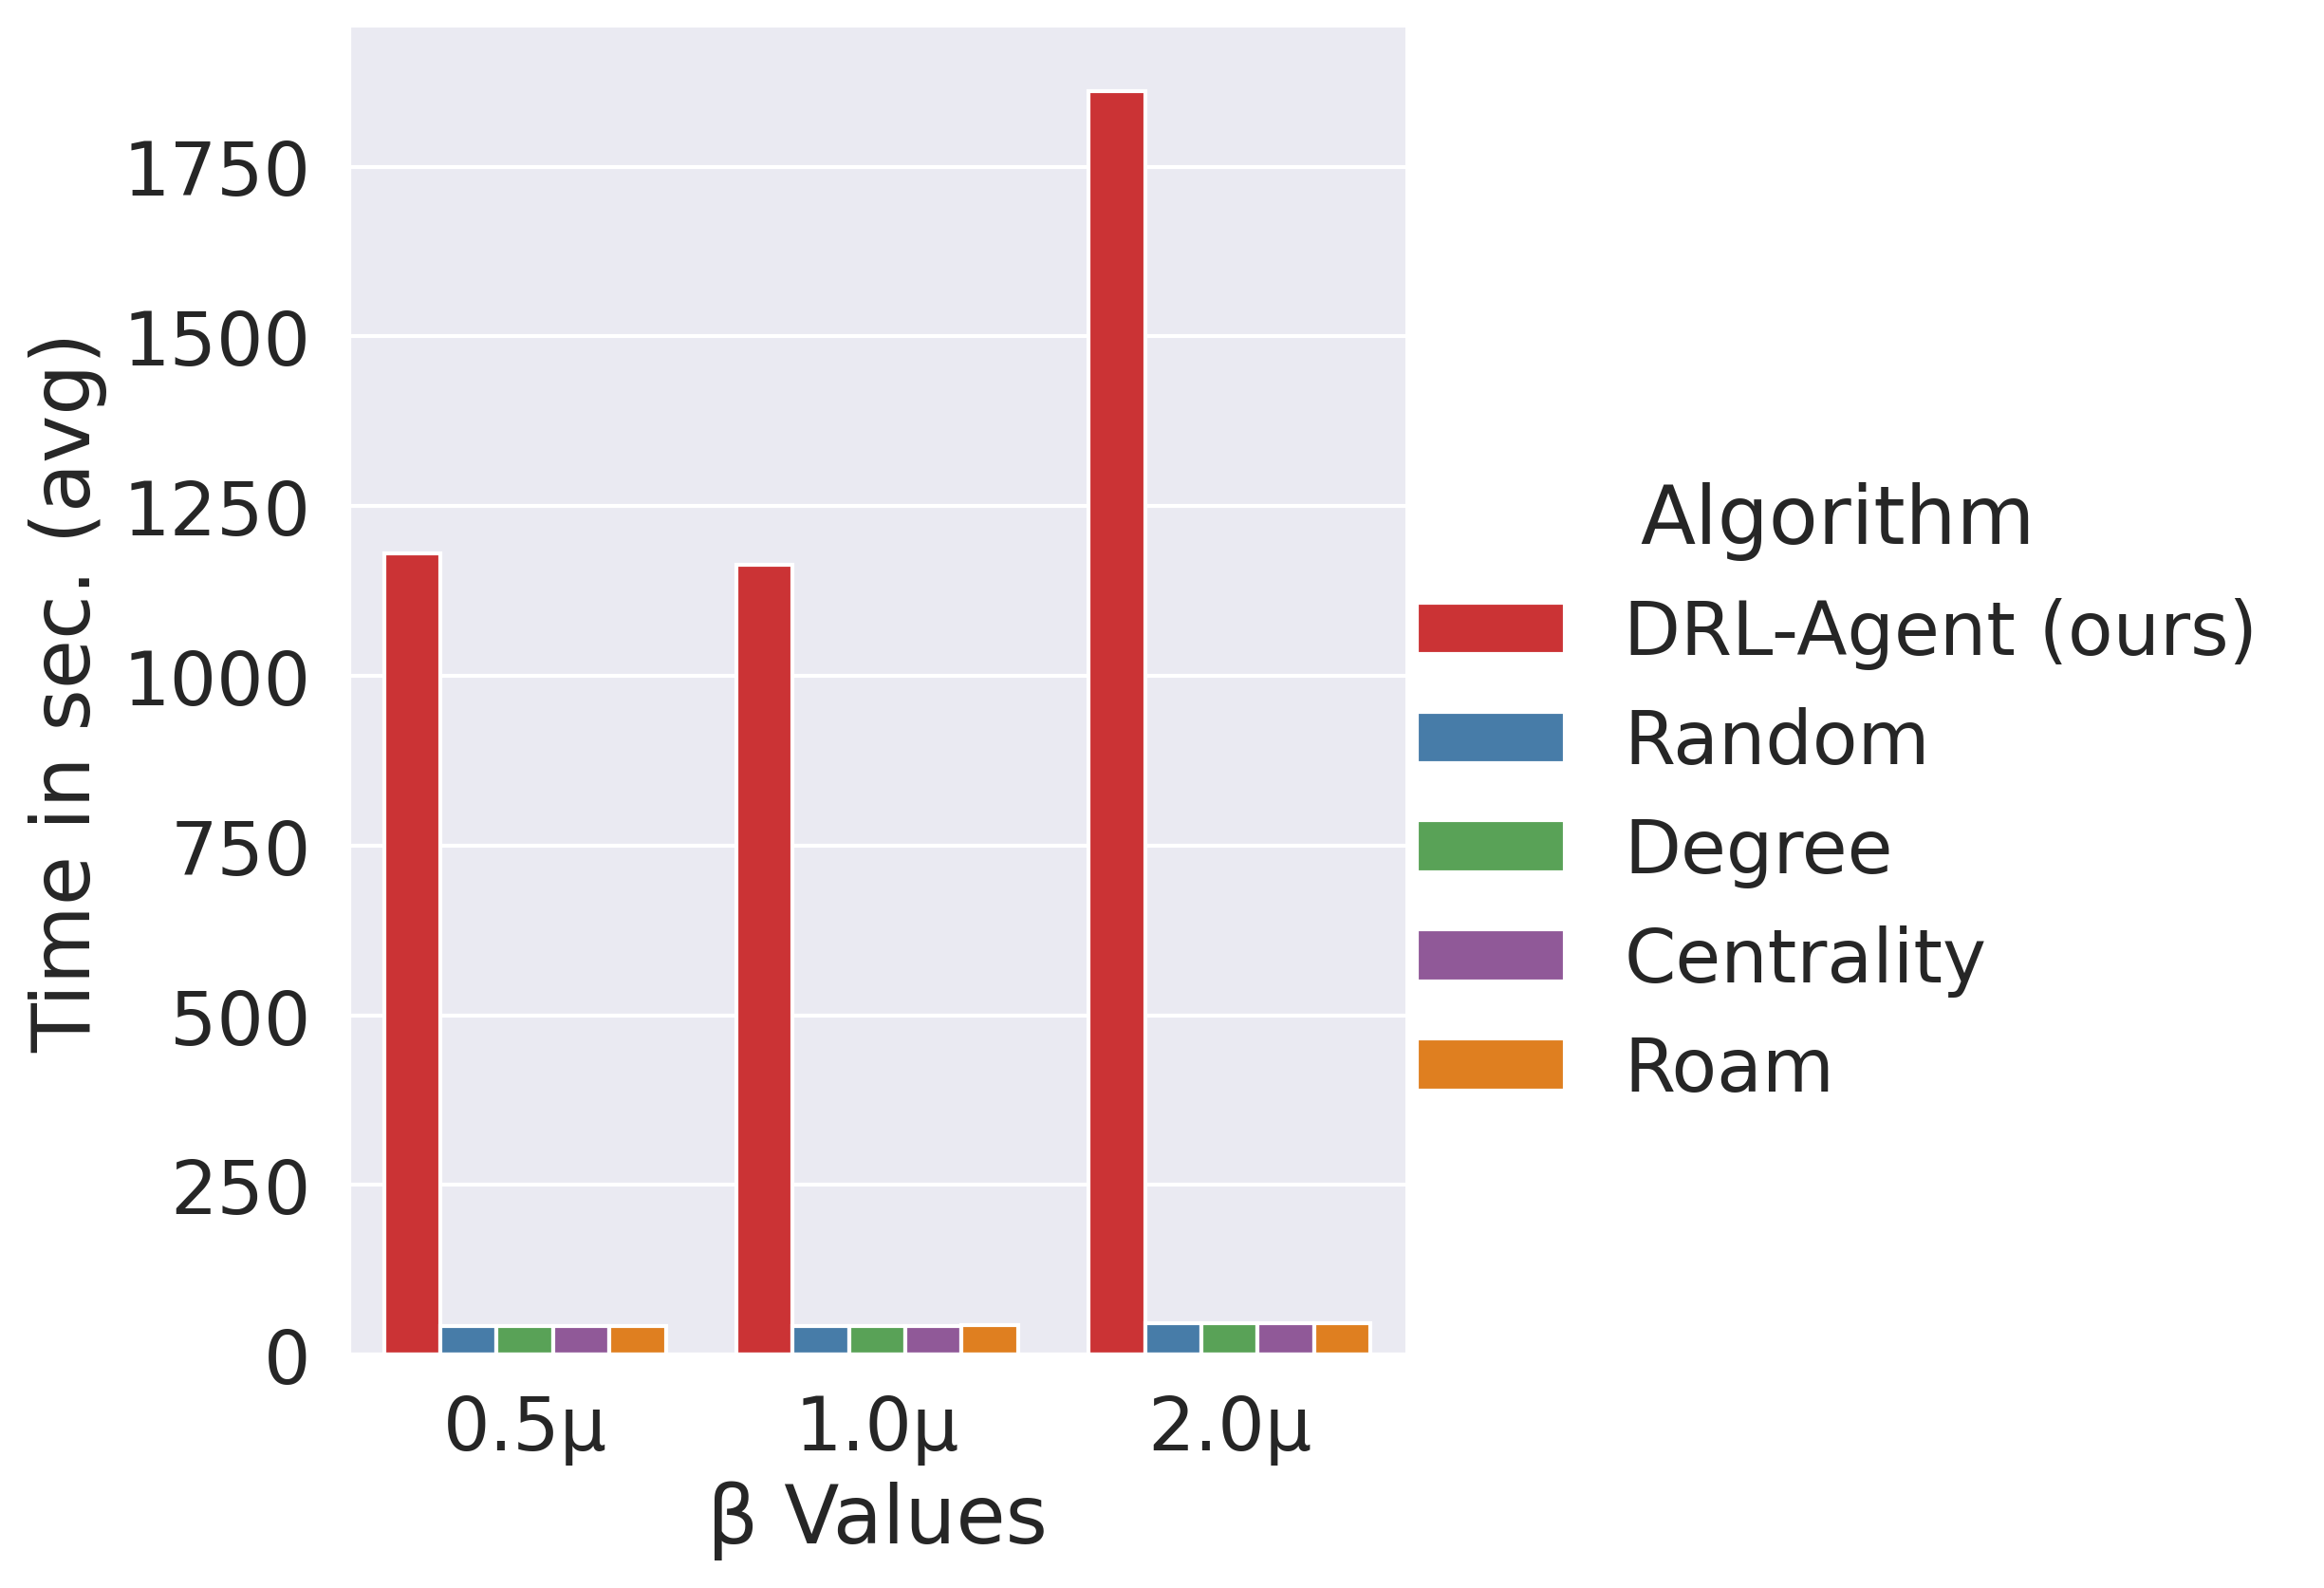 Time in sec. (avg)
1750
1500
1250
1000
750
500
250
0
0.5μ 1.0μ 2.0μ
β Values
Algorithm
DRL-Agent (ours)
Random
Degree
Centrality
Roam